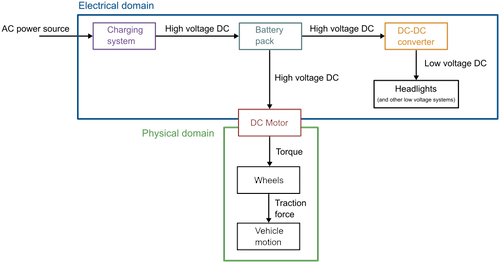 Electrical domain
AC power source
Charging
system
High voltage DC
Battery
pack
High voltage DC
DC-DC
converter
Low voltage DC
High voltage DC
Headlights
(and other low voltage systems)
DC Motor
Physical domain
Torque
Wheels
Traction
force
Vehicle
motion